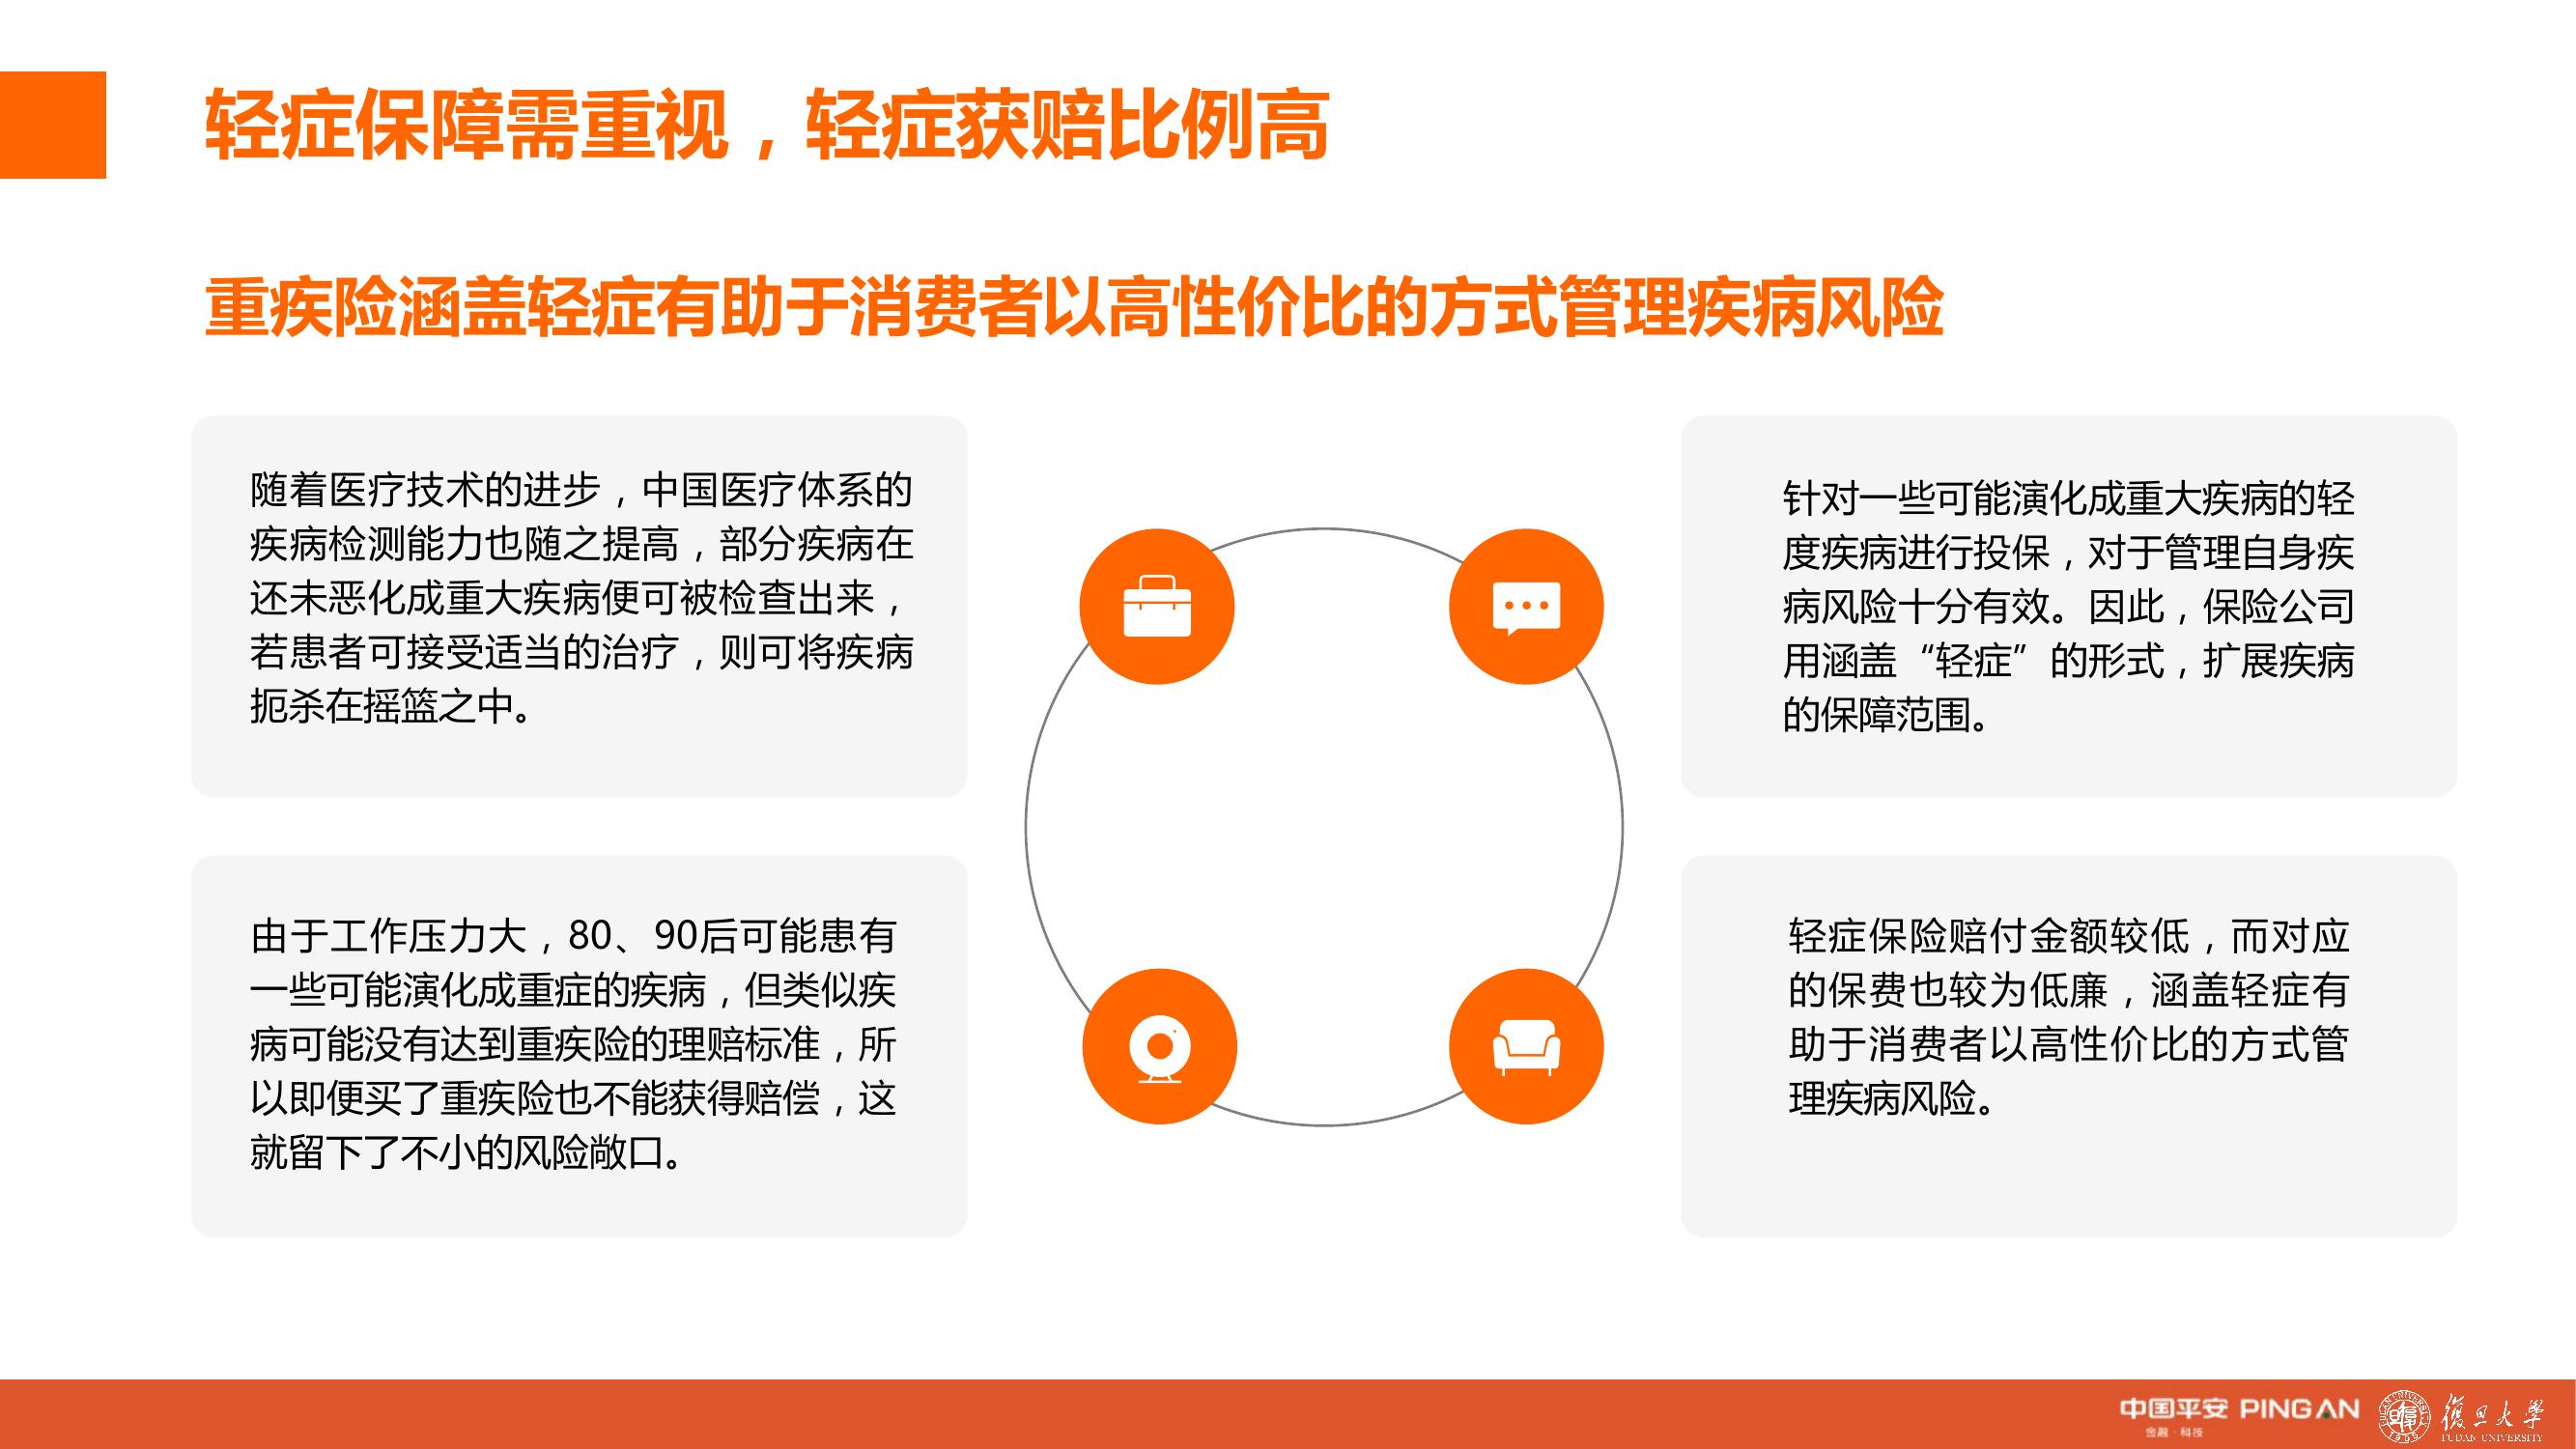 轻症保障需重视，轻症获赔比例高
重疾险涵盖轻症有助于消费者以高性价比的方式管理疾病风险
随着医疗技术的进步，中国医疗体系的
疾病检测能力也随之提高，部分疾病在
还未恶化成重大疾病便可被检查出来，
若患者可接受适当的治疗，则可将疾病
扼杀在摇篮之中。
针对一些可能演化成重大疾病的轻
度疾病进行投保，对于管理自身疾
病风险十分有效。因此，保险公司
用涵盖“轻症”的形式，扩展疾病
的保障范围。
由于工作压力大，80、90后可能患有
一些可能演化成重症的疾病，但类似疾
病可能没有达到重疾险的理赔标准，所
以即便买了重疾险也不能获得赔偿，这
就留下了不小的风险敞口。
轻症保险赔付金额较低，而对应
的保费也较为低廉，涵盖轻症有
助于消费者以高性价比的方式管
理疾病风险。
中国平安 PING AN
金融·科技
復旦大學
FUDAN UNIVERSITY